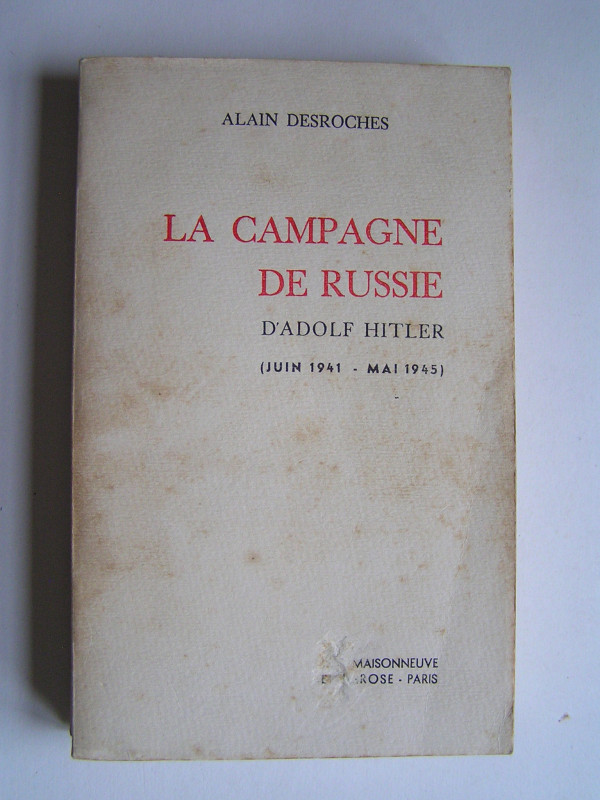 ALAIN DESROCHES
LA CAMPAGNE
DE RUSSIE
D'ADOLF HITLER
(JUIN 1941 - MAI 1945)
MAISONNEUVE
ROSE - PARIS